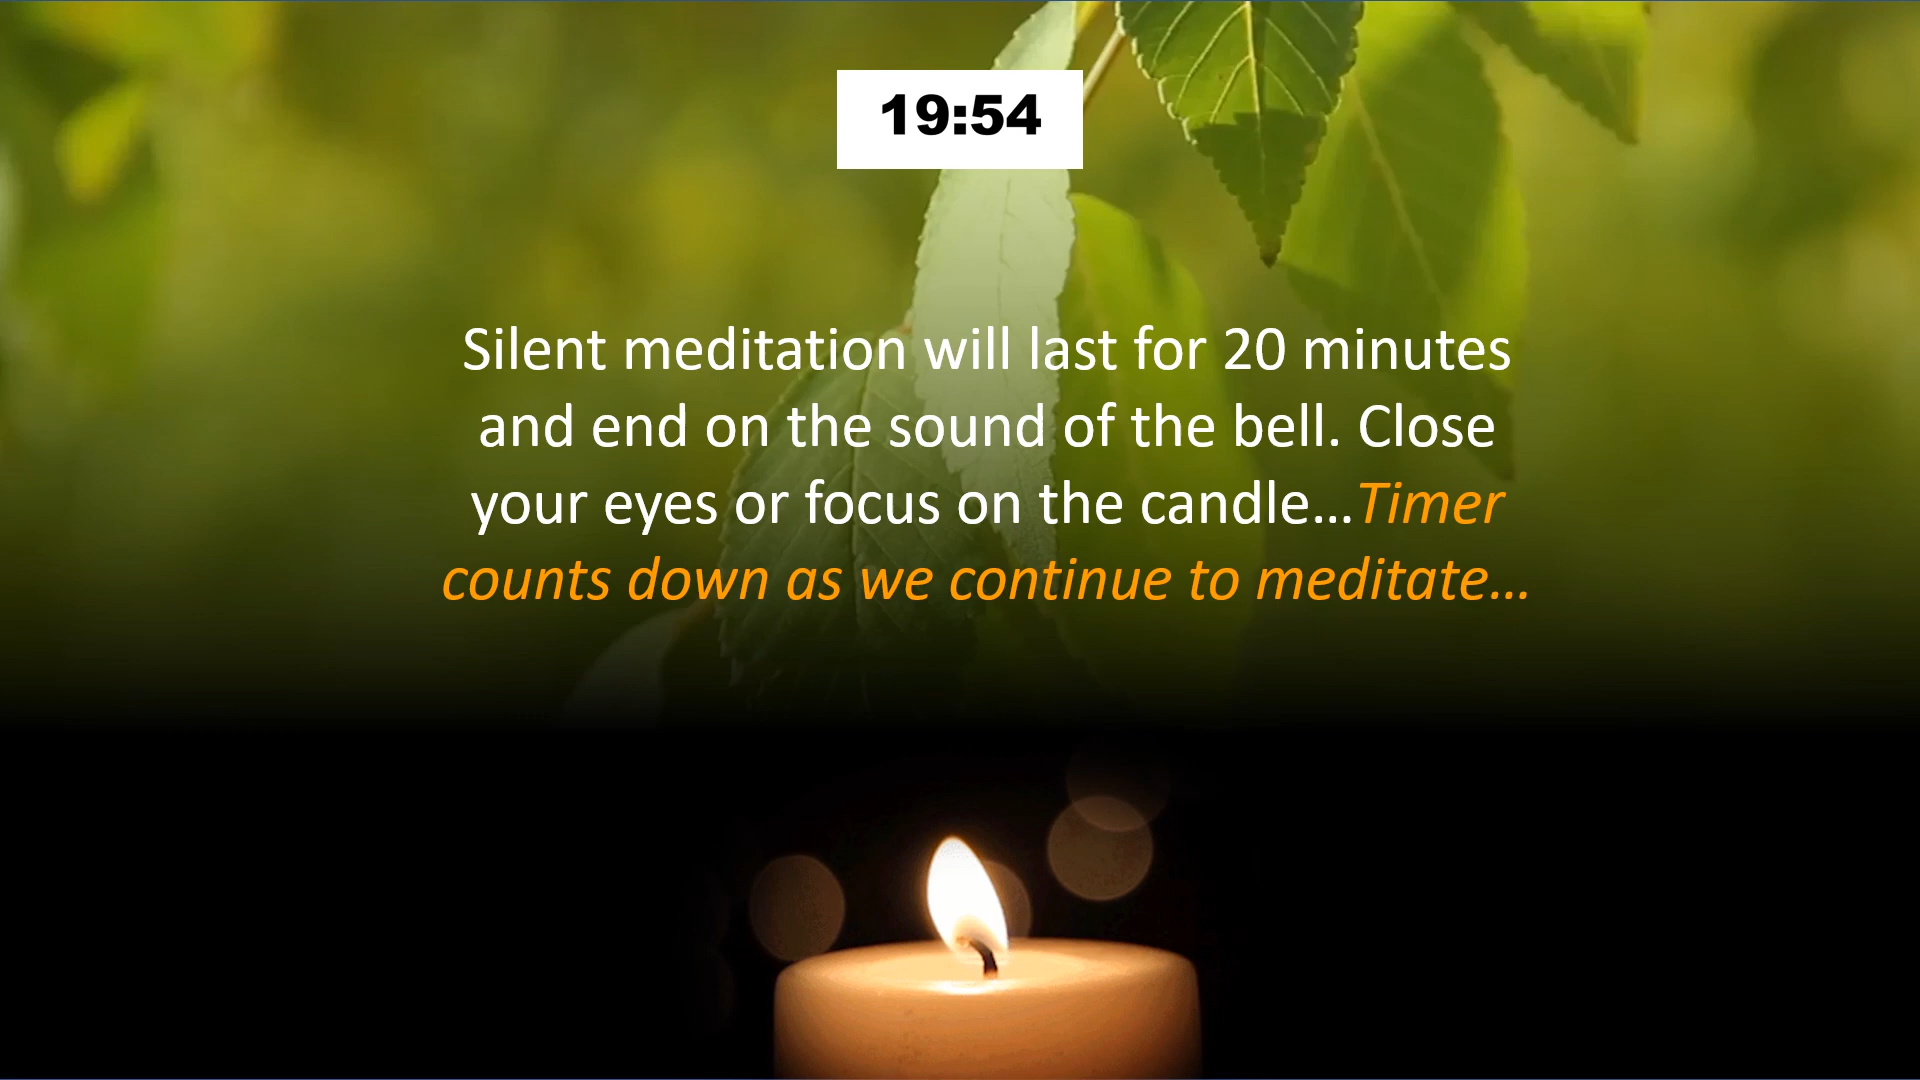 19:54
Silent meditation will last for 20 minutes
and end on the sound of the bell. Close
your eyes or focus on the candle…Timer
counts down as we continue to meditate…